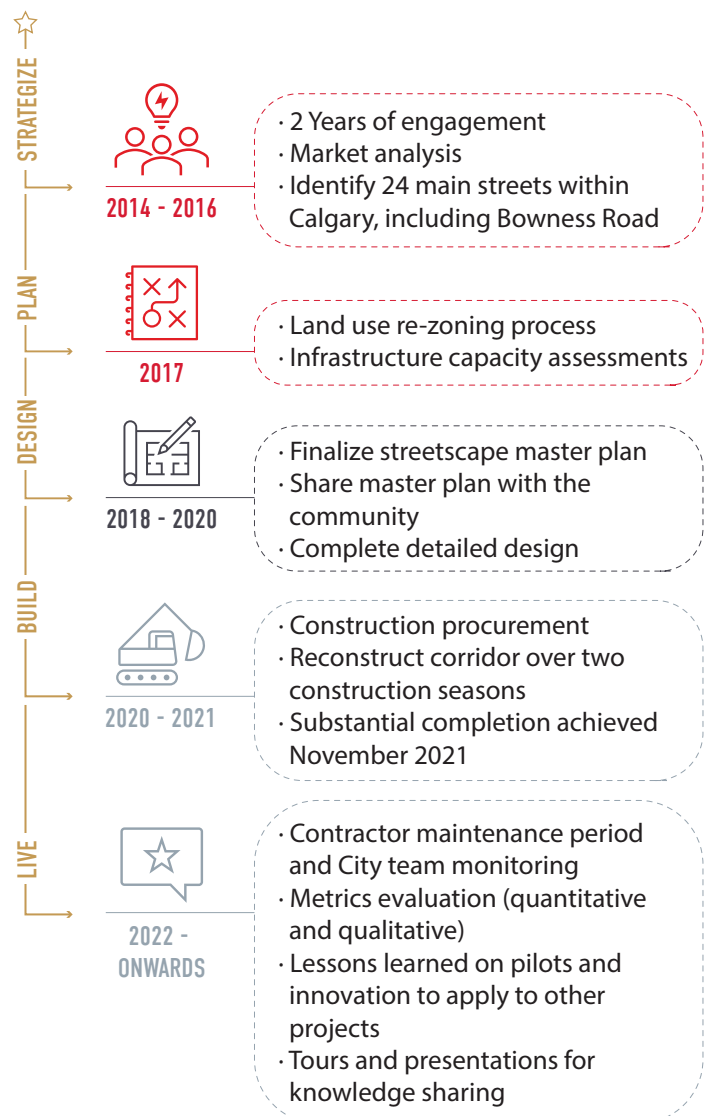 STRATEGIZE
2014 - 2016
· 2 Years of engagement
· Market analysis
· Identify 24 main streets within
Calgary, including Bowness Road
PLAN
2017
· Land use re-zoning process
· Infrastructure capacity assessments
DESIGN
2018 - 2020
· Finalize streetscape master plan
· Share master plan with the
community
· Complete detailed design
BUILD
2020 - 2021
· Construction procurement
· Reconstruct corridor over two
construction seasons
· Substantial completion achieved
November 2021
LIVE
2022 -
ONWARDS
· Contractor maintenance period
and City team monitoring
· Metrics evaluation (quantitative
and qualitative)
· Lessons learned on pilots and
innovation to apply to other
projects
· Tours and presentations for
knowledge sharing